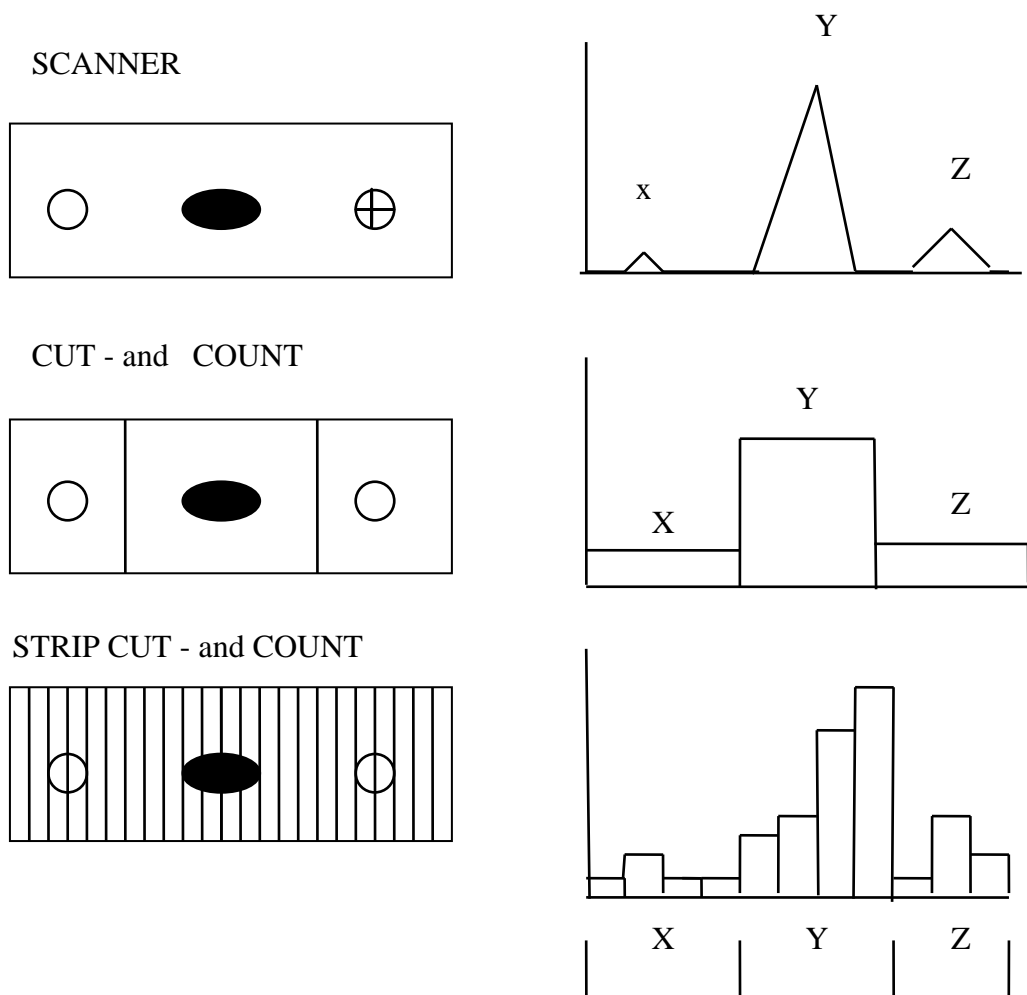 SCANNER
Y
x
Z
CUT - and COUNT
Y
X
Z
STRIP CUT - and COUNT
X Y Z